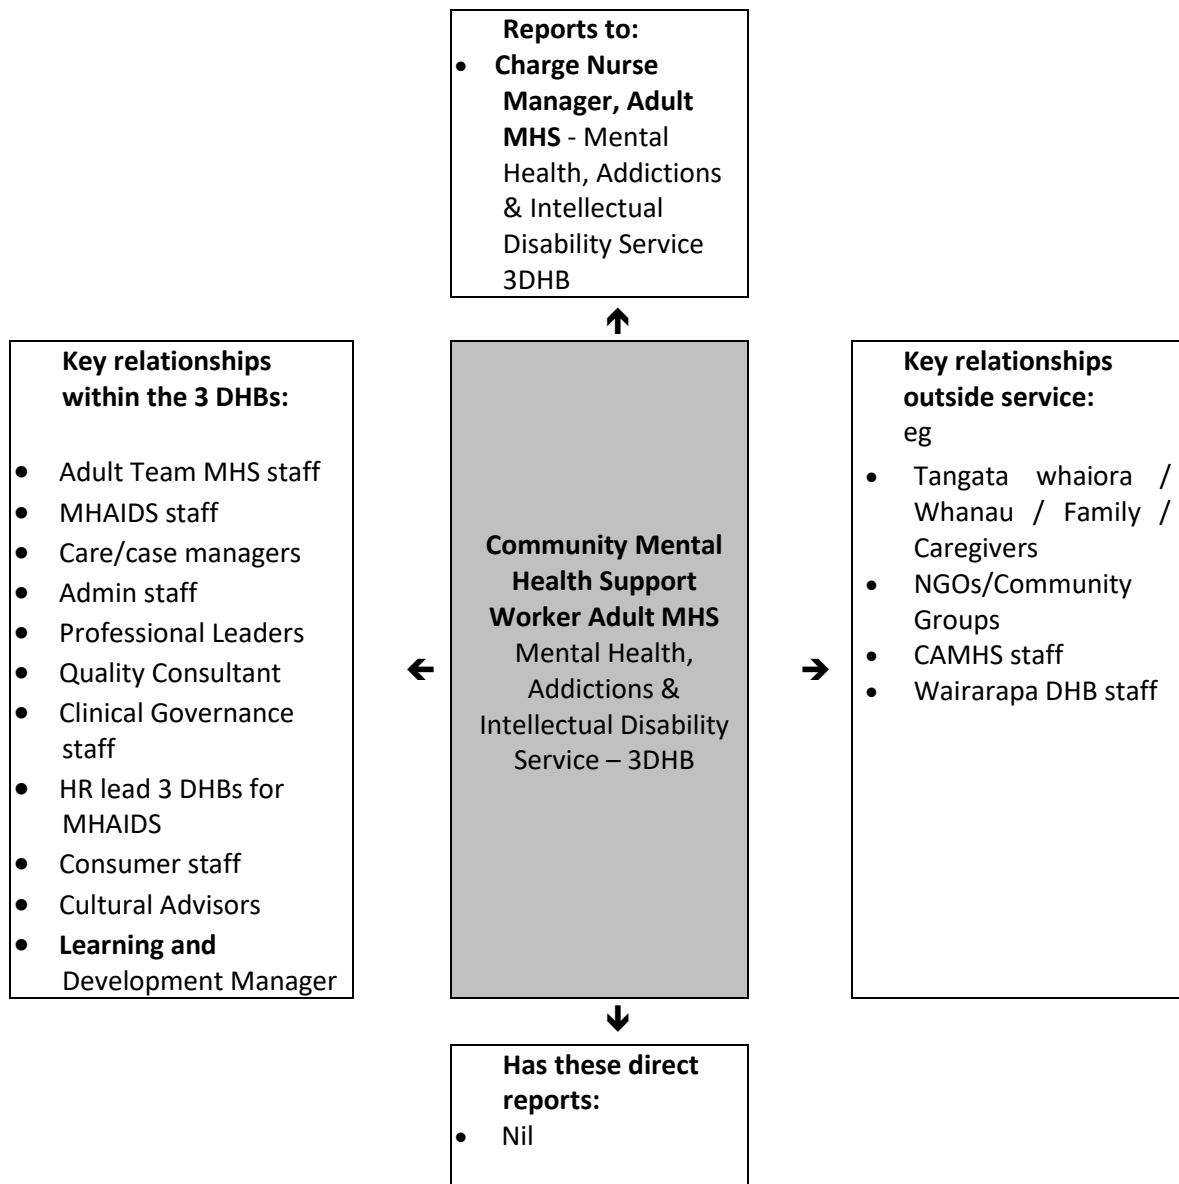 Reports to:
• Charge Nurse
Manager, Adult
MHS - Mental
Health, Addictions
& Intellectual
Disability Service
3DHB
↑
Key relationships
within the 3 DHBs:
• Adult Team MHS staff
• MHAIDS staff
• Care/case managers
• Admin staff
• Professional Leaders
• Quality Consultant
• Clinical Governance
staff
• HR lead 3 DHBs for
MHAIDS
• Consumer staff
• Cultural Advisors
• Learning and
Development Manager
←
Community Mental
Health Support
Worker Adult MHS
Mental Health,
Addictions &
Intellectual Disability
Service – 3DHB
→
Key relationships
outside service:
eg
• Tangata whaiora /
Whanau / Family /
Caregivers
• NGOs/Community
Groups
• CAMHS staff
• Wairarapa DHB staff
↓
Has these direct
reports:
• Nil